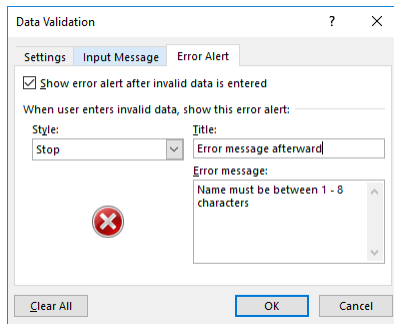 Data Validation
?
Settings
Input Message
Error Alert
Show error alert after invalid data is entered
When user enters invalid data, show this error alert:
Style:
Title:
Stop
Error message afterward
Error message:
Name must be between 1 - 8
characters
Clear All
OK
Cancel